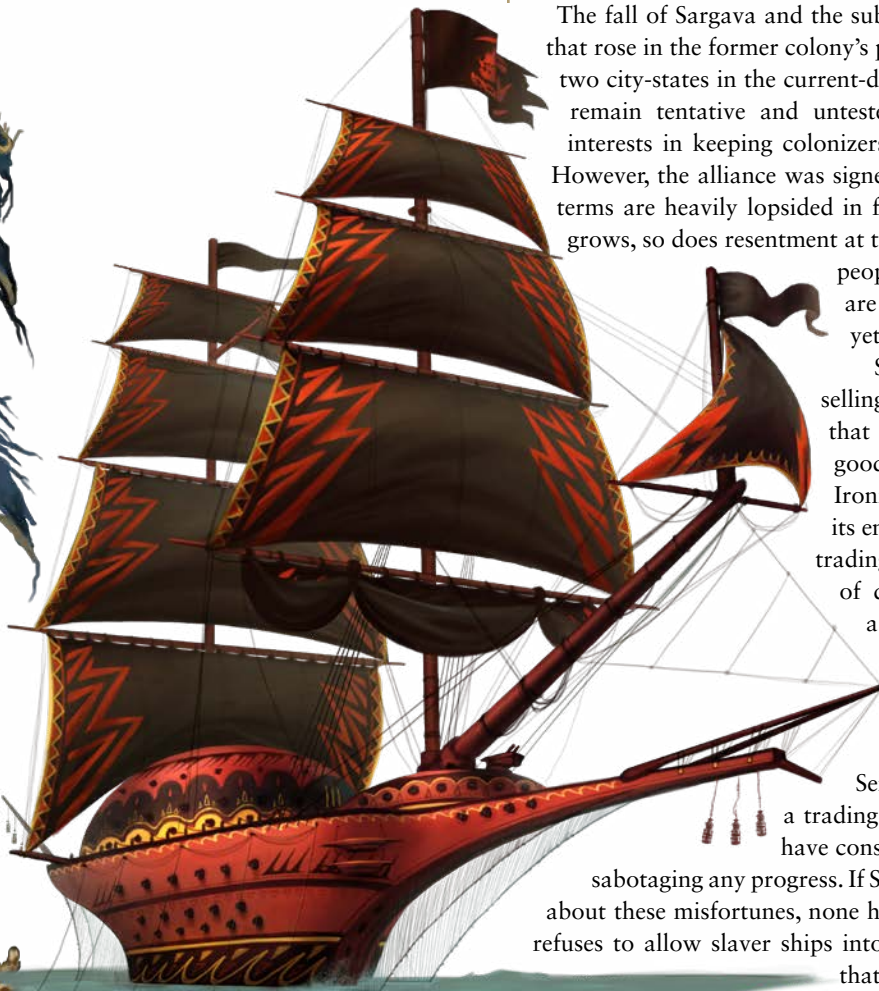 The fall of Sargava and the sub
that rose in the former colony’s p
two city-states in the current-d
remain tentative and unteste
interests in keeping colonizers
However, the alliance was signe
terms are heavily lopsided in f
grows, so does resentment at t
peop
are
yet
S
selling
that
good
Iron
its en
trading
of c
a
Se
a trading
have cons
sabotaging any progress. If S
about these misfortunes, none h
refuses to allow slaver ships into
that